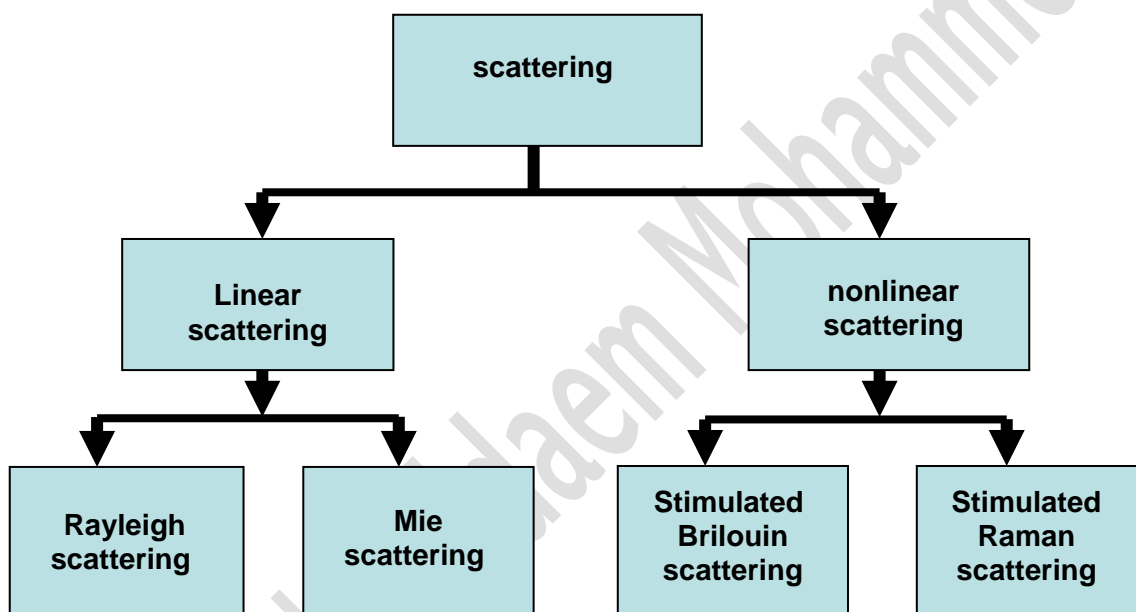 scattering
Linear
scattering
nonlinear
scattering
Rayleigh
scattering
Mie
scattering
Stimulated
Brilouin
scattering
Stimulated
Raman
scattering